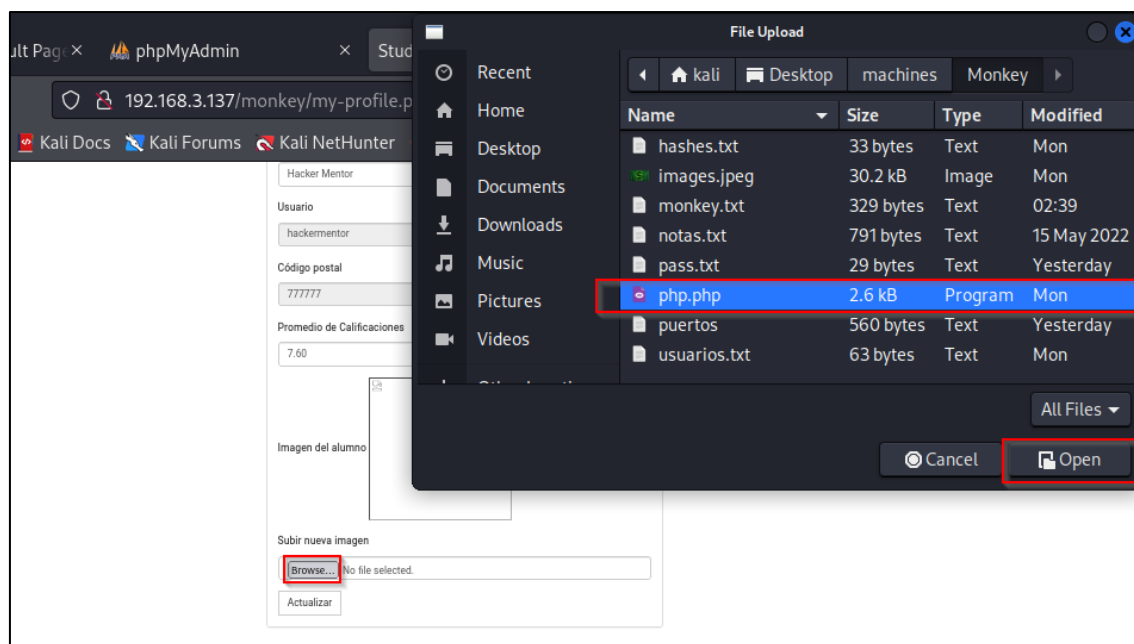 ult Page
phpMyAdmin
Stud
192.168.3.137/monkey/my-profile.p
Kali Docs Kali Forums Kali NetHunter
Hacker Mentor
Usuario
hackermentor
Código postal
777777
Promedio de Calificaciones
7.60
Imagen del alumno
Subir nueva imagen
Browse... No file selected.
Actualizar
File Upload
Recent
Home
Desktop
Documents
Downloads
Music
Pictures
Videos
kali Desktop machines Monkey
Name Size Type Modified
hashes.txt 33 bytes Text Mon
images.jpeg 30.2 kB Image Mon
monkey.txt 329 bytes Text 02:39
notas.txt 791 bytes Text 15 May 2022
pass.txt 29 bytes Text Yesterday
php.php 2.6 kB Program Mon
puertos 560 bytes Text Yesterday
usuarios.txt 63 bytes Text Mon
All Files
Cancel Open